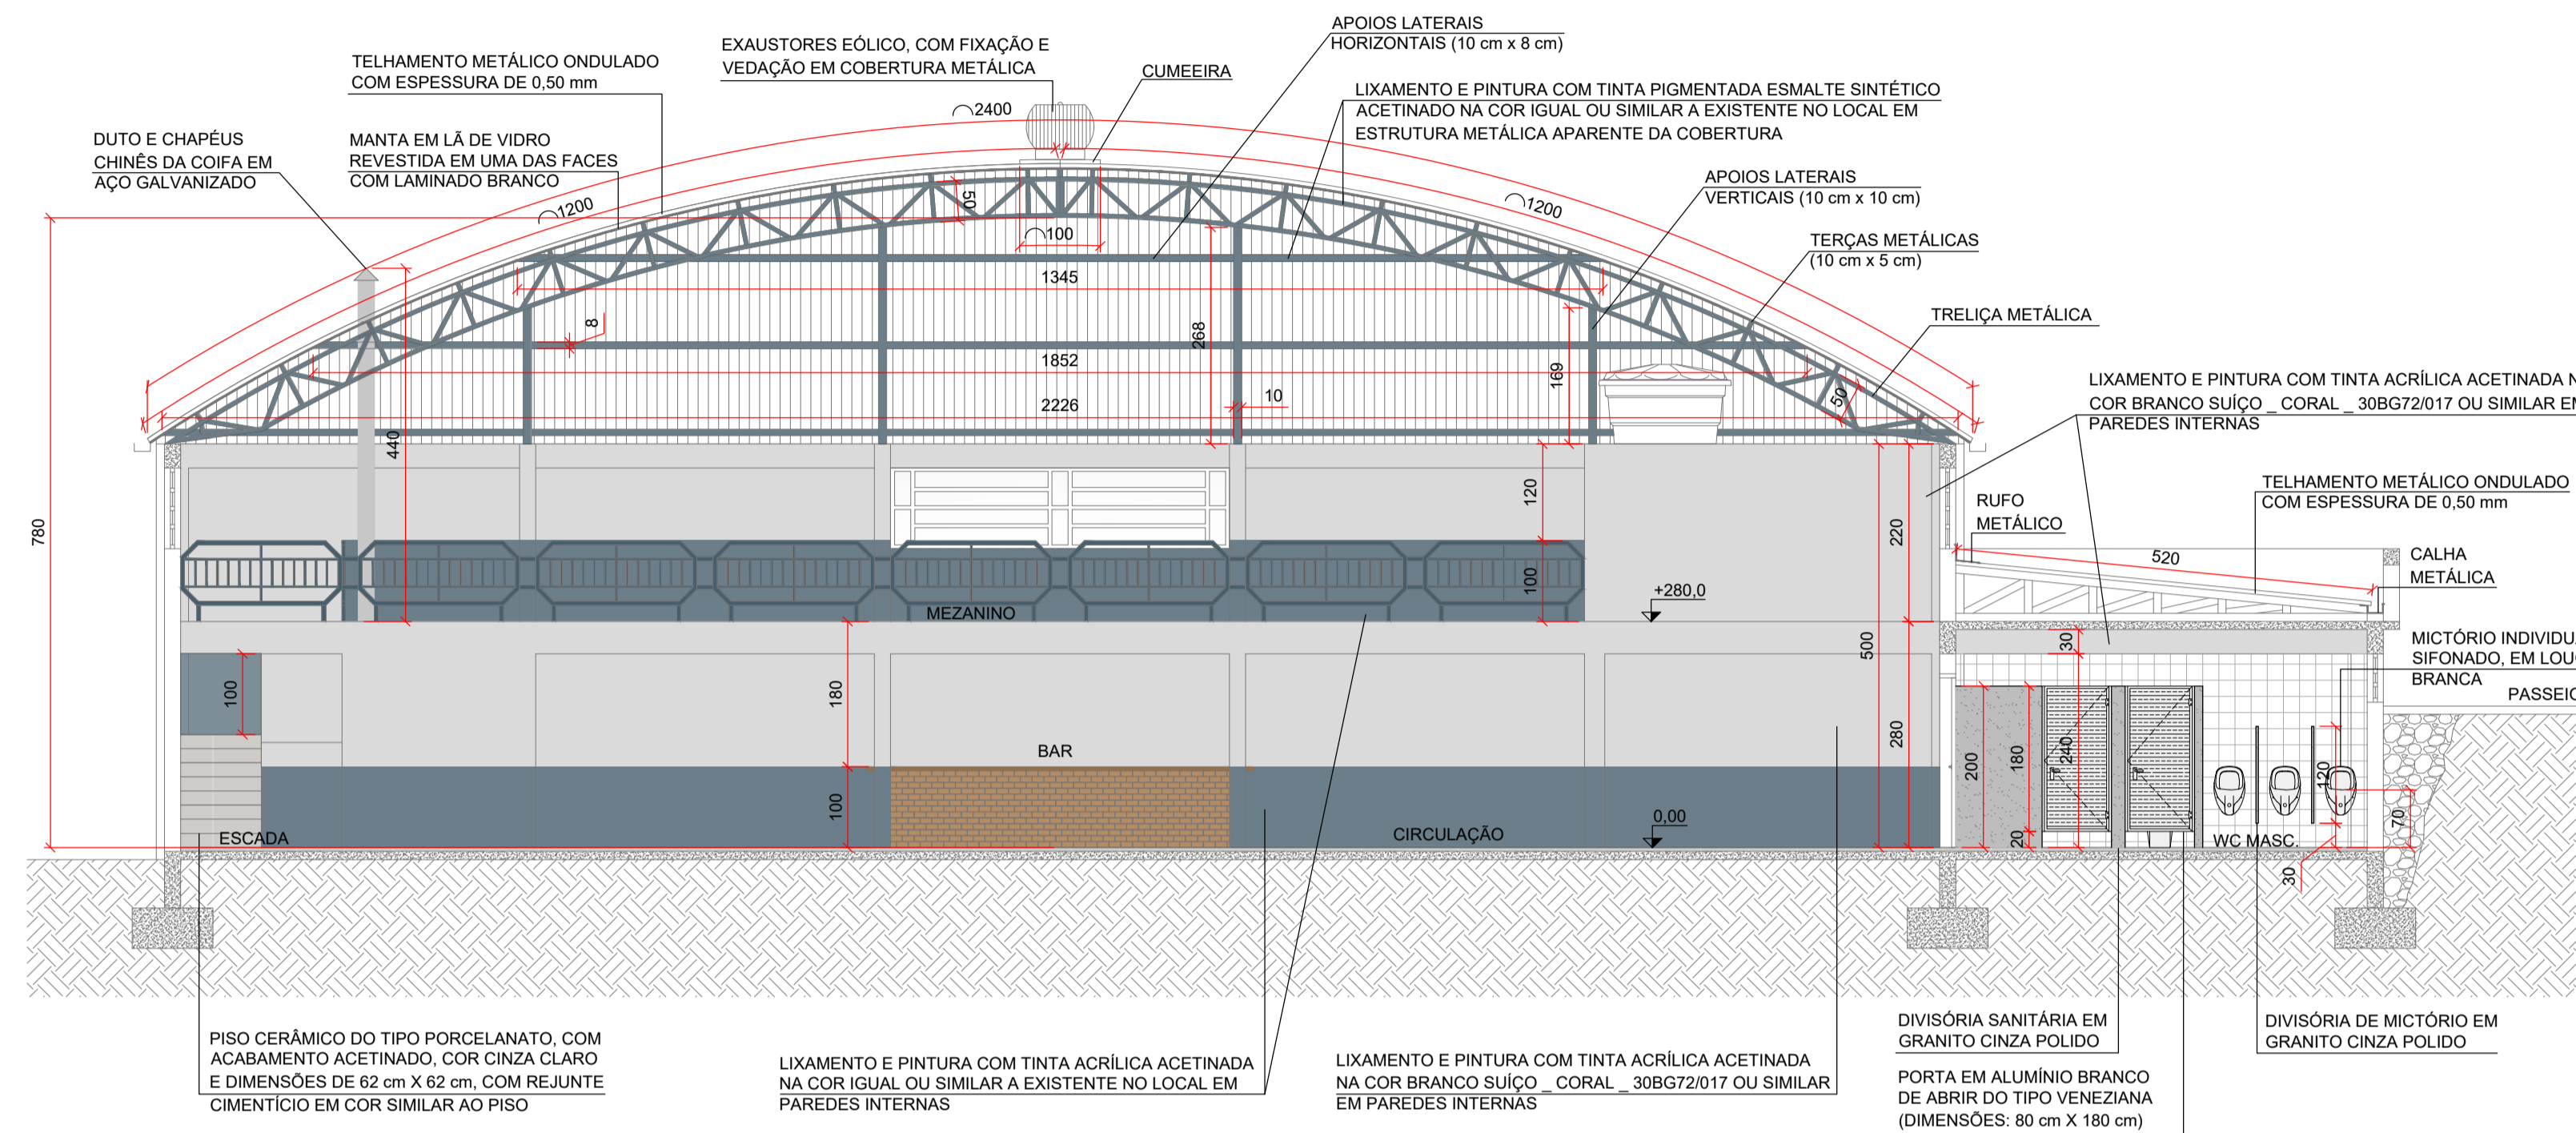 APOIOS LATERAIS
HORIZONTAIS (10 cm x 8 cm)
EXAUSTORES EÓLICO, COM FIXAÇÃO E
VEDAÇÃO EM COBERTURA METÁLICA
TELHAMENTO METÁLICO ONDULADO
COM ESPESSURA DE 0,50 mm
CUMEEIRA
LIXAMENTO E PINTURA COM TINTA PIGMENTADA ESMALTE SINTÉTICO
ACETINADO NA COR IGUAL OU SIMILAR A EXISTENTE NO LOCAL EM
ESTRUTURA METÁLICA APARENTE DA COBERTURA
2400
DUTO E CHAPÉUS
CHINÊS DA COIFA EM
AÇO GALVANIZADO
MANTA EM LÃ DE VIDRO
REVESTIDA EM UMA DAS FACES
COM LAMINADO BRANCO
APOIOS LATERAIS
VERTICAIS (10 cm x 10 cm)
1200
50
1200
100
TERÇAS METÁLICAS
(10 cm x 5 cm)
1345
TRELIÇA METÁLICA
8
268
1852
169
10
50
2226
LIXAMENTO E PINTURA COM TINTA ACRÍLICA ACETINADA N
COR BRANCO SUÍÇO _ CORAL _ 30BG72/017 OU SIMILAR EM
PAREDES INTERNAS
440
TELHAMENTO METÁLICO ONDULADO
COM ESPESSURA DE 0,50 mm
RUFO
METÁLICO
780
120
220
520
CALHA
METÁLICA
100
+280,0
MEZANINO
500
30
MICTÓRIO INDIVIDU
SIFONADO, EM LOU
BRANCA
PASSEIO
100
180
280
BAR
200
180
240
120
100
70
ESCADA
CIRCULAÇÃO
0,00
20
WC MASC.
30
PISO CERÂMICO DO TIPO PORCELANATO, COM
ACABAMENTO ACETINADO, COR CINZA CLARO
E DIMENSÕES DE 62 cm X 62 cm, COM REJUNTE
CIMENTÍCIO EM COR SIMILAR AO PISO
LIXAMENTO E PINTURA COM TINTA ACRÍLICA ACETINADA
NA COR IGUAL OU SIMILAR A EXISTENTE NO LOCAL EM
PAREDES INTERNAS
LIXAMENTO E PINTURA COM TINTA ACRÍLICA ACETINADA
NA COR BRANCO SUÍÇO _ CORAL _ 30BG72/017 OU SIMILAR
EM PAREDES INTERNAS
DIVISÓRIA SANITÁRIA EM
GRANITO CINZA POLIDO
PORTA EM ALUMÍNIO BRANCO
DE ABRIR DO TIPO VENEZIANA
(DIMENSÕES: 80 cm X 180 cm)
DIVISÓRIA DE MICTÓRIO EM
GRANITO CINZA POLIDO